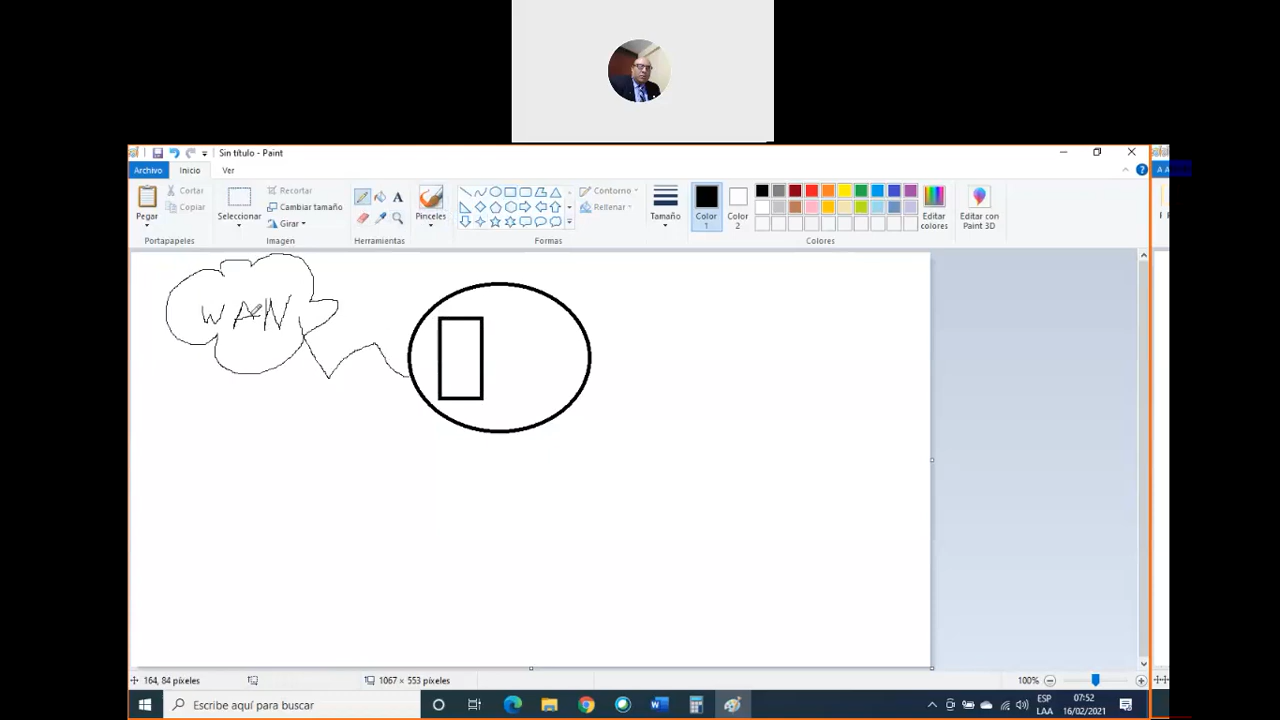 Sin título - Paint
Archivo Inicio Ver
Pegar
Cortar
Copiar
Portapapeles
Seleccionar
Recortar
Cambiar tamaño
Girar
Imagen
A
Herramientas
Pinceles
Contorno
Rellenar
Formas
Tamaño
Color 1
Color 2
Editar colores
Editar con Paint 3D
Colores
WAN
164, 84 píxeles
1067 × 553 píxeles
100%
Escribe aquí para buscar
ESP
LAA
07:52
16/02/2021